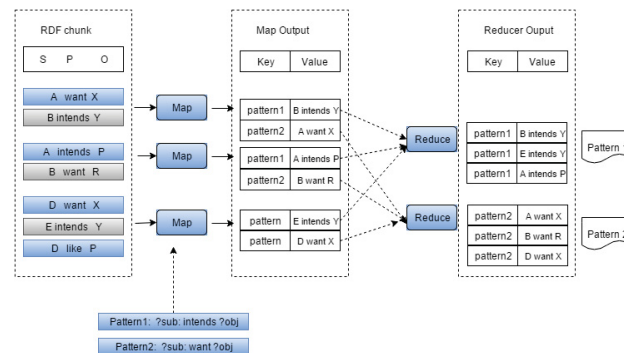 RDF chunk
S P O
A want X
B intends Y
A intends P
B want R
D want X
E intends Y
D like P
Map
Map
Map
Pattern1: ?sub: intends ?obj
Pattern2: ?sub: want ?obj
Map Output
Key Value
pattern1 B intends Y
pattern2 A want X
pattern1 A intends P
pattern2 B want R
pattern E intends Y
pattern D want X
Reduce
Reduce
Reducer Ouput
Key Value
pattern1 B intends Y
pattern1 E intends Y
pattern1 A intends P
pattern2 A want X
pattern2 B want R
pattern2 D want X
Pattern 1
Pattern 2